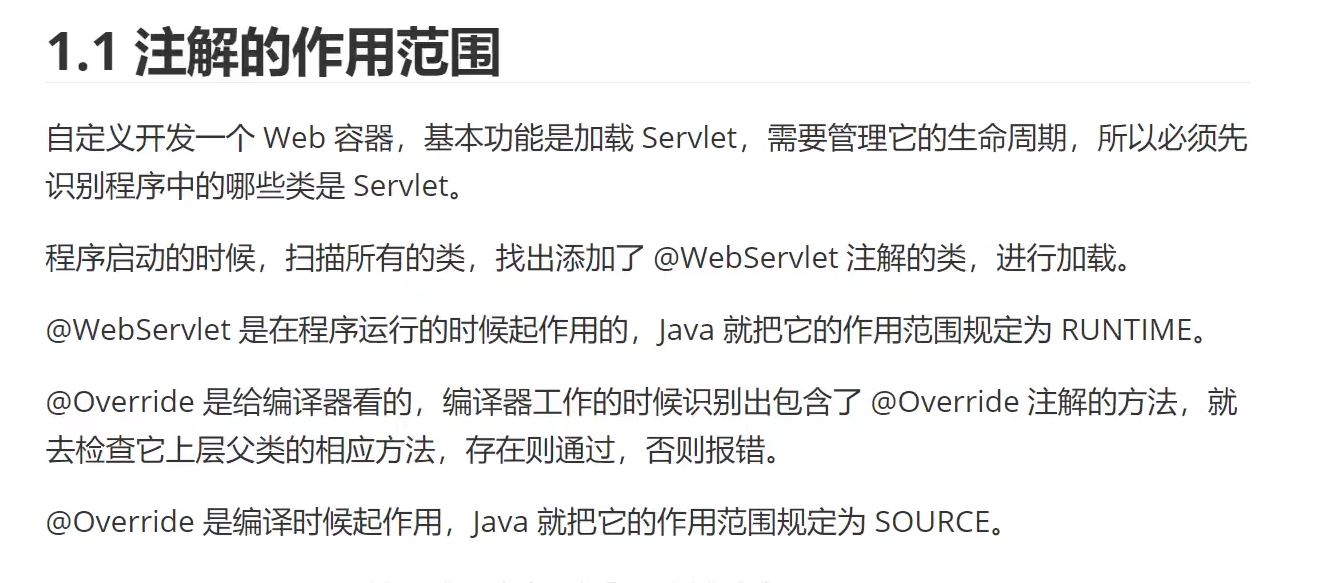 1.1 注解的作用范围
自定义开发一个 Web 容器，基本功能是加载 Servlet，需要管理它的生命周期，所以必须先
识别程序中的哪些类是 Servlet。
程序启动的时候，扫描所有的类，找出添加了 @WebServlet 注解的类，进行加载。
@WebServlet 是在程序运行的时候起作用的，Java 就把它的作用范围规定为 RUNTIME。
@Override 是给编译器看的，编译器工作的时候识别出包含了 @Override 注解的方法，就
去检查它上层父类的相应方法，存在则通过，否则报错。
@Override 是编译时候起作用，Java 就把它的作用范围规定为 SOURCE。